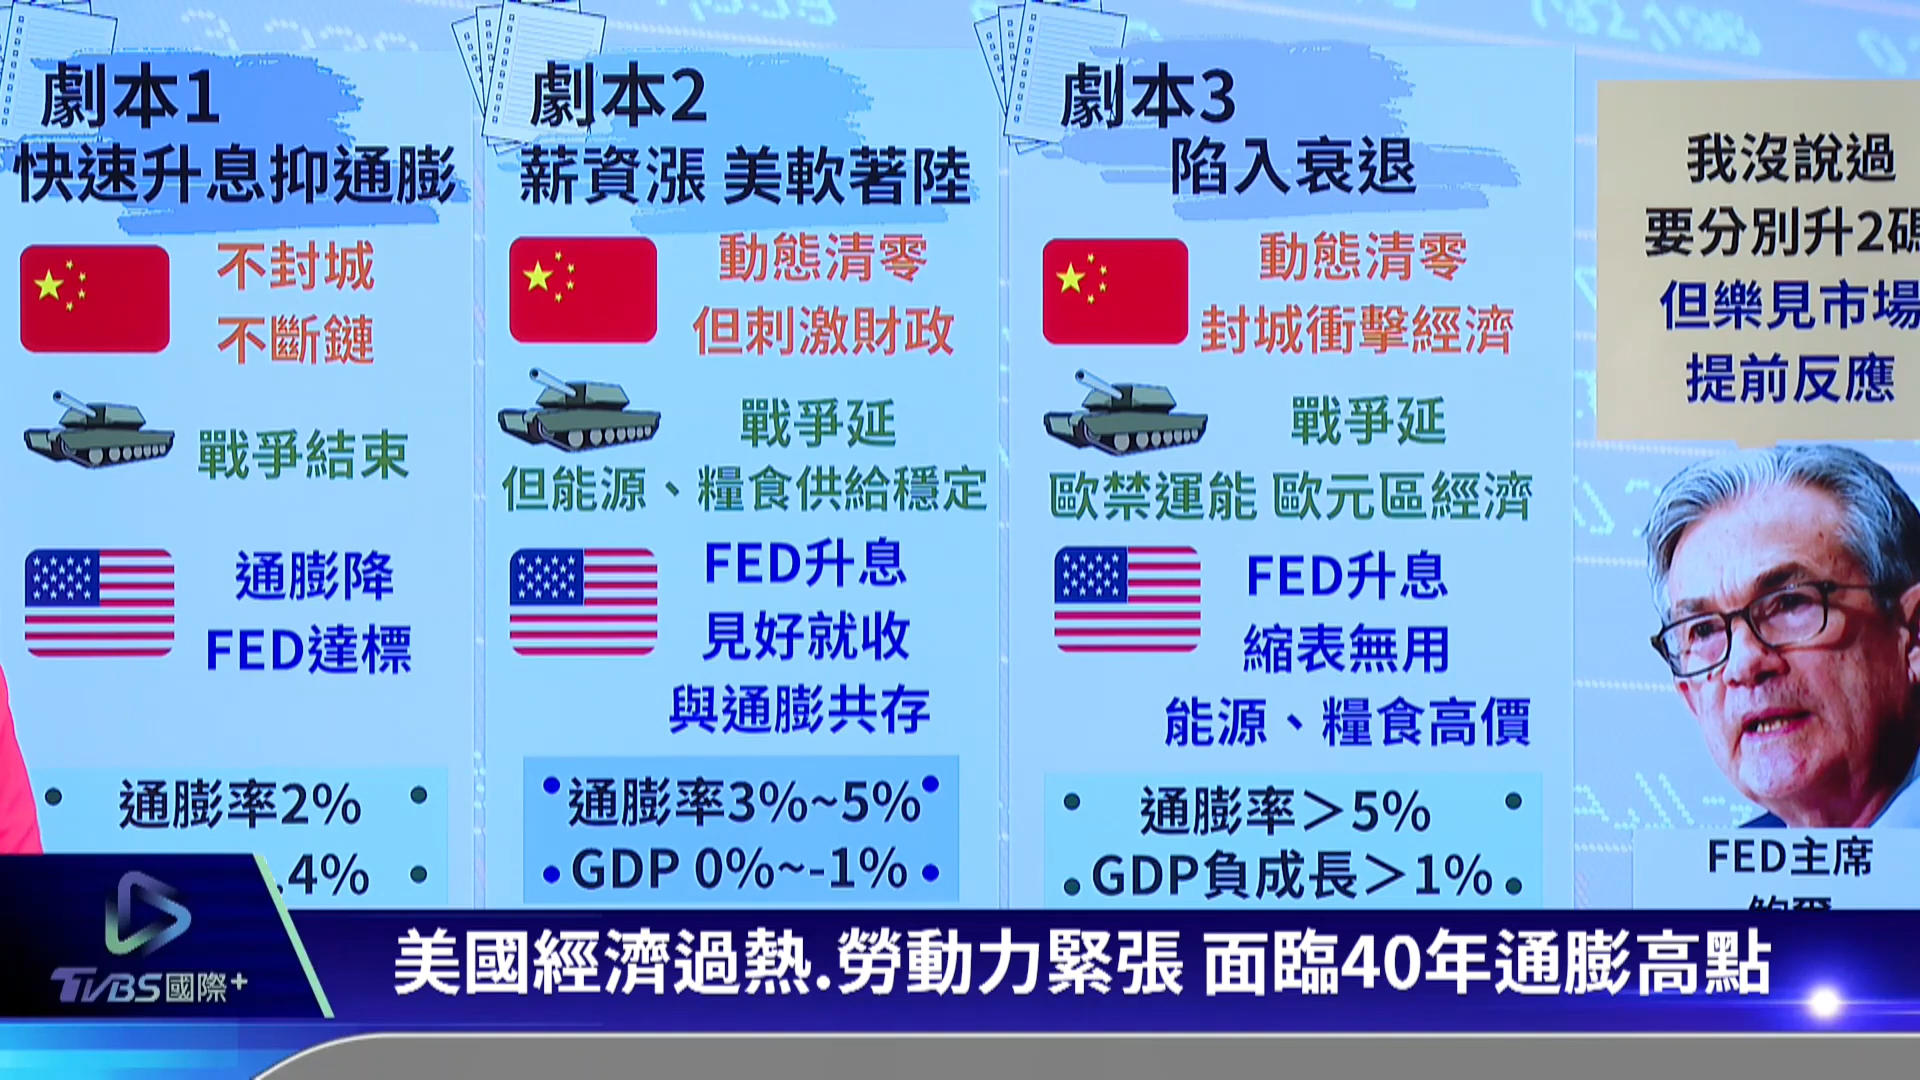 劇本1
快速升息抑通膨
不封城
不斷鏈
戰爭結束
通膨降
FED達標
通膨率2%
.4%
劇本2
薪資漲 美軟著陸
動態清零
但刺激財政
戰爭延
但能源、糧食供給穩定
FED升息
見好就收
與通膨共存
通膨率3%~5%
GDP 0%~-1%
劇本3
陷入衰退
動態清零
封城衝擊經濟
戰爭延
歐禁運能 歐元區經濟
FED升息
縮表無用
能源、糧食高價
通膨率＞5%
GDP負成長＞1%
我沒說過
要分別升2碼
但樂見市場
提前反應
FED主席
鮑爾
TVBS國際+
美國經濟過熱.勞動力緊張 面臨40年通膨高點